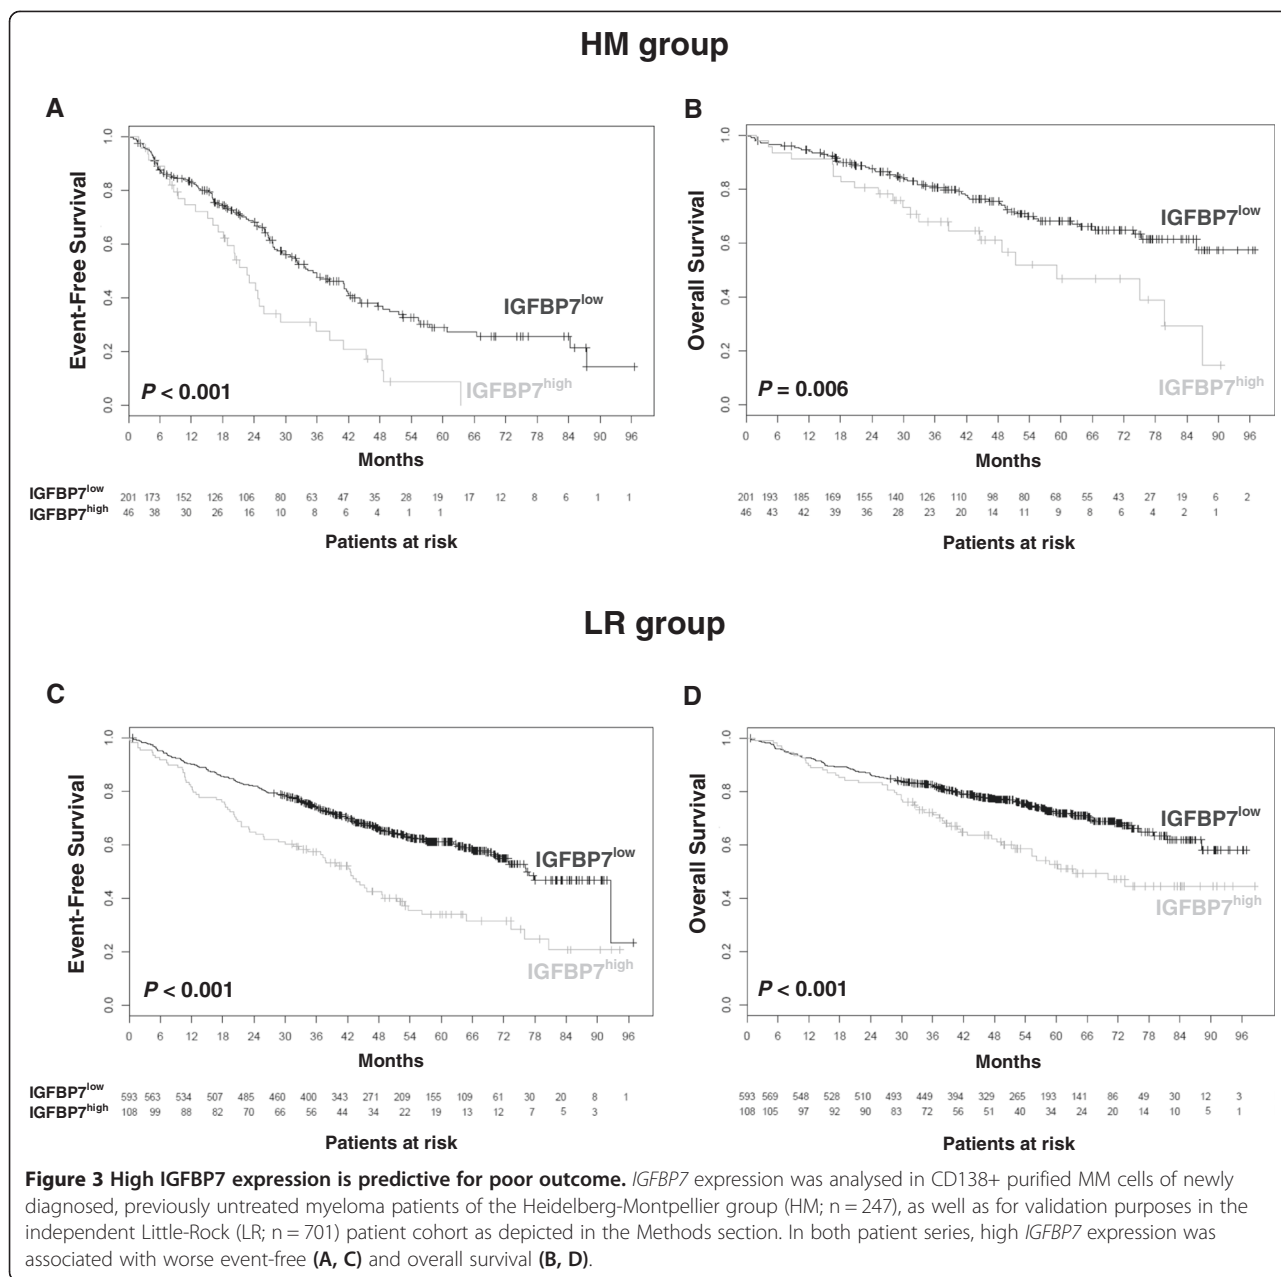 HM group
A
1.0
0.8
0.6
0.4
0.2
0.0
Event-Free Survival
IGFBP7low
IGFBP7high
P < 0.001
0 6 12 18 24 30 36 42 48 54 60 66 72 78 84 90 96
Months
IGFBP7low 201 173 152 126 106 80 63 47 35 28 19 17 12 8 6 1 1
IGFBP7high 46 38 30 26 16 10 8 6 4 1 1
Patients at risk
B
1.0
0.8
0.6
0.4
0.2
0.0
Overall Survival
IGFBP7low
IGFBP7high
P = 0.006
0 6 12 18 24 30 36 42 48 54 60 66 72 78 84 90 96
Months
201 193 185 169 155 140 126 110 98 80 68 55 43 27 19 6 2
46 43 42 39 36 28 23 20 14 11 9 8 6 4 2 1
Patients at risk
LR group
C
1.0
0.8
0.6
0.4
0.2
0.0
Event-Free Survival
IGFBP7low
IGFBP7high
P < 0.001
0 6 12 18 24 30 36 42 48 54 60 66 72 78 84 90 96
Months
IGFBP7low 593 563 534 507 485 460 400 343 271 209 155 109 61 30 20 8 1
IGFBP7high 108 99 88 82 70 66 56 44 34 22 19 13 12 7 5 3
Patients at risk
D
1.0
0.8
0.6
0.4
0.2
0.0
Overall Survival
IGFBP7low
IGFBP7high
P < 0.001
0 6 12 18 24 30 36 42 48 54 60 66 72 78 84 90 96
Months
593 569 548 528 510 493 449 394 329 265 193 141 86 49 30 12 3
108 105 97 92 90 83 72 56 51 40 34 24 20 14 10 5 1
Patients at risk
Figure 3 High IGFBP7 expression is predictive for poor outcome. IGFBP7 expression was analysed in CD138+ purified MM cells of newly
diagnosed, previously untreated myeloma patients of the Heidelberg-Montpellier group (HM; n = 247), as well as for validation purposes in the
independent Little-Rock (LR; n = 701) patient cohort as depicted in the Methods section. In both patient series, high IGFBP7 expression was
associated with worse event-free (A, C) and overall survival (B, D).